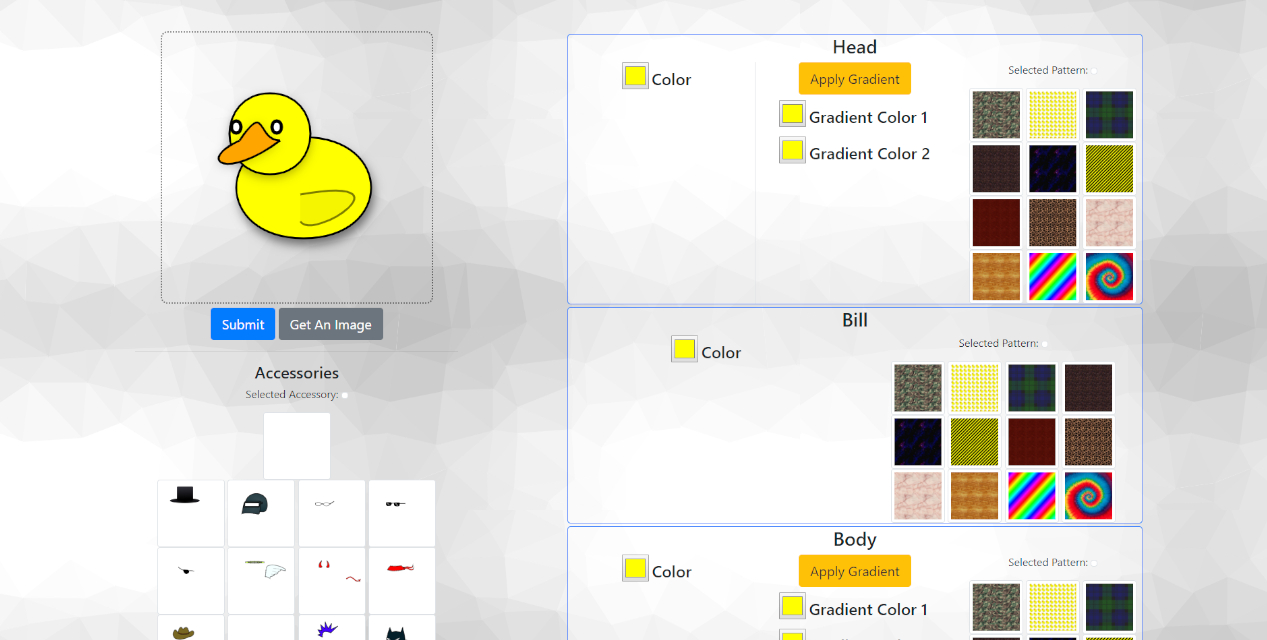 Submit
Get An Image
Accessories
Selected Accessory:
Head
Color
Apply Gradient
Gradient Color 1
Gradient Color 2
Selected Pattern:
Bill
Color
Selected Pattern:
Body
Color
Apply Gradient
Gradient Color 1
Selected Pattern: